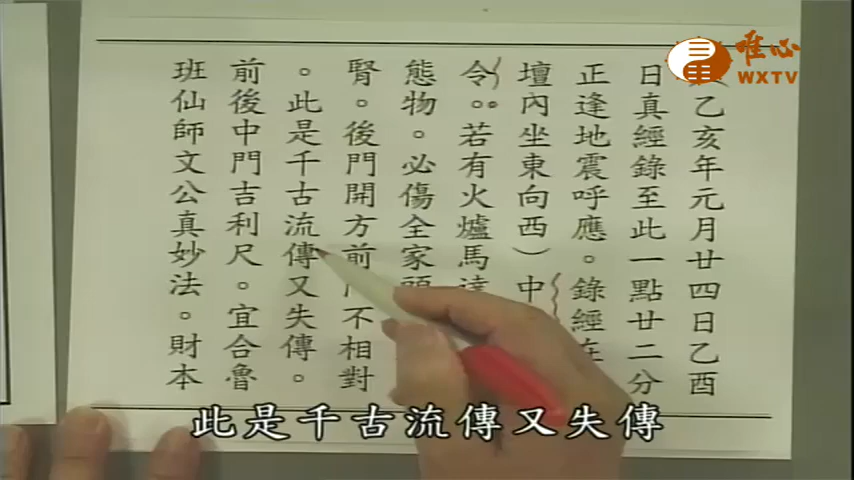 乙亥年元月廿四日乙酉
日真經錄至此一點廿二分
正逢地震呼應。錄經在
壇內坐東向西）中
令。若有火爐馬達
態物。必傷全家頭
腎。後門開方前門不相對
。此是千古流傳又失傳。
前後中門吉利尺。宜合魯
班仙師文公真妙法。財本
唯心
WXTV
此是千古流傳又失傳